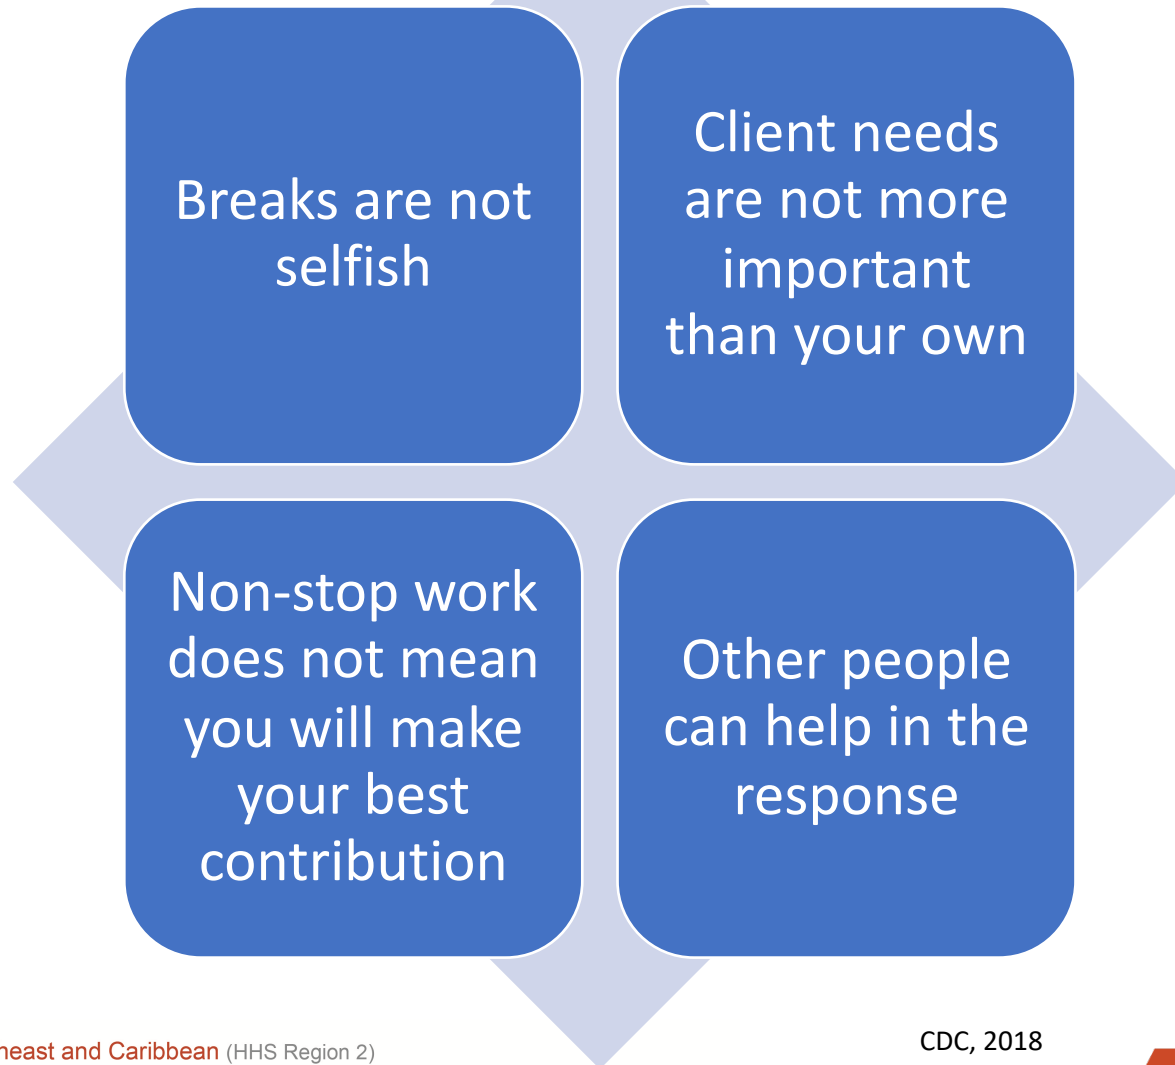 Breaks are not
selfish
Client needs
are not more
important
than your own
Non-stop work
does not mean
you will make
your best
contribution
Other people
can help in the
response
heast and Caribbean (HHS Region 2)
CDC, 2018